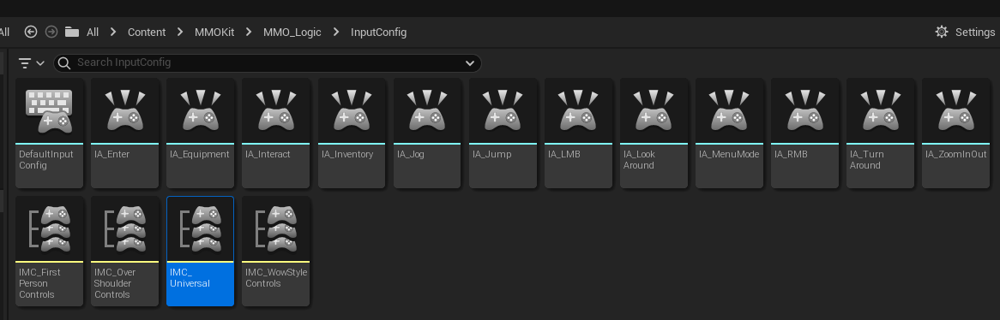 All All Content MMOKit MMO_Logic InputConfig Settings
Search InputConfig
DefaultInput IA_Enter IA_Equipment IA_Interact IA_Inventory IA_Jog IA_Jump IA_LMB IA_Look IA_MenuMode IA_RMB IA_Turn IA_ZoomInOut
Config Around Around
IMC_First IMC_Over IMC_ IMC_WowStyle
Person Shoulder Universal Controls
Controls Controls